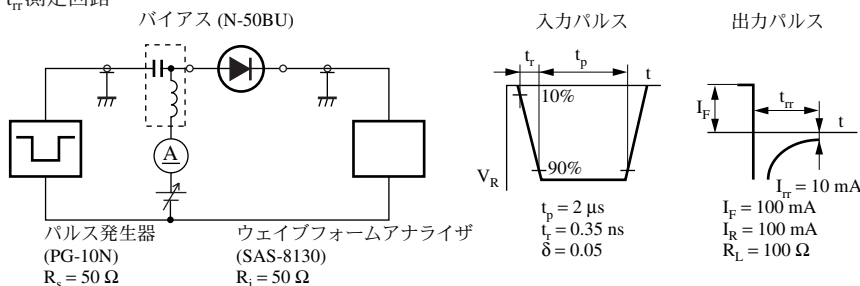 trr測定回路
バイアス (N-50BU)
A
パルス発生器
(PG-10N)
Rs = 50 Ω
ウェイブフォームアナライザ
(SAS-8130)
Ri = 50 Ω
入力パルス
tr
tp
t
10%
90%
VR
tp = 2 μs
tr = 0.35 ns
δ = 0.05
出力パルス
IF
trr
t
Irr = 10 mA
IF = 100 mA
IR = 100 mA
RL = 100 Ω